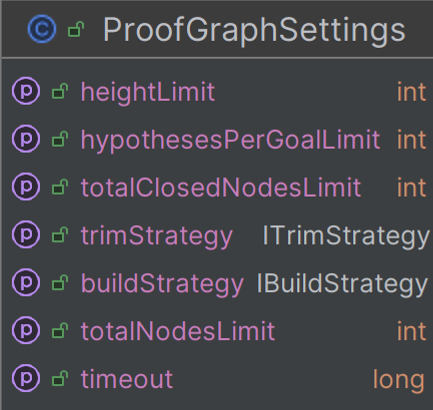 ProofGraphSettings
heightLimit int
hypothesesPerGoalLimit int
totalClosedNodesLimit int
trimStrategy ITrimStrategy
buildStrategy IBuildStrategy
totalNodesLimit int
timeout long